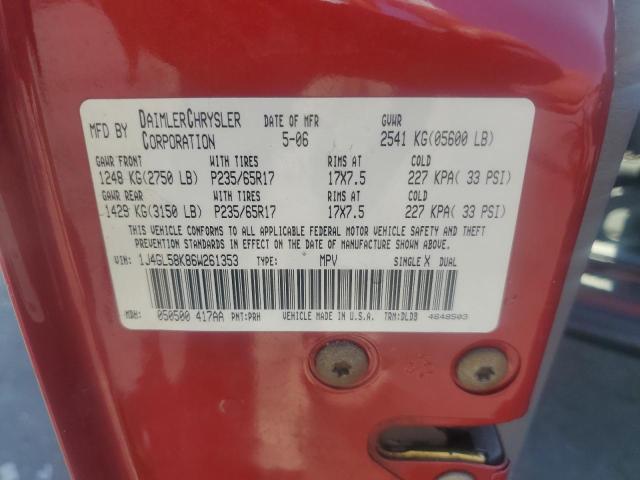 MFD BY DAIMLERCHRYSLER CORPORATION DATE OF MFR 5-06 GVWR 2541 KG(05600 LB)
GAWR FRONT WITH TIRES RIMS AT COLD
1248 KG(2750 LB) P235/65R17 17X7.5 227 KPA( 33 PSI)
GAWR REAR WITH TIRES RIMS AT COLD
1429 KG(3150 LB) P235/65R17 17X7.5 227 KPA( 33 PSI)
THIS VEHICLE CONFORMS TO ALL APPLICABLE FEDERAL MOTOR VEHICLE SAFETY AND THEFT
PREVENTION STANDARDS IN EFFECT ON THE DATE OF MANUFACTURE SHOWN ABOVE.
VIN: 1J4GL58K86W261353 TYPE: MPV SINGLE X DUAL
MDH: 050500 417AA PNT:PRH VEHICLE MADE IN U.S.A. TRM:DLDB 4648503